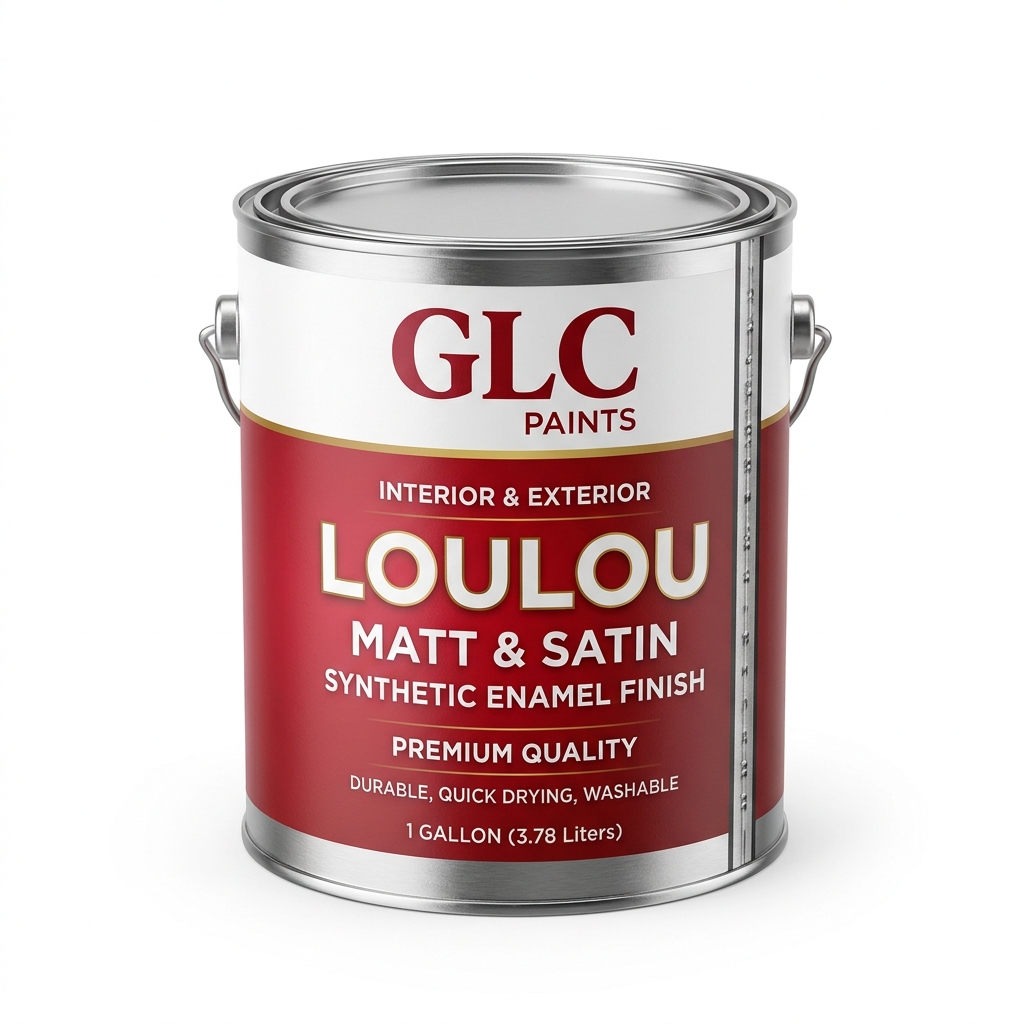 GLC
PAINTS
INTERIOR & EXTERIOR
LOULOU
MATT & SATIN
SYNTHETIC ENAMEL FINISH
PREMIUM QUALITY
DURABLE, QUICK DRYING, WASHABLE
1 GALLON (3.78 Liters)